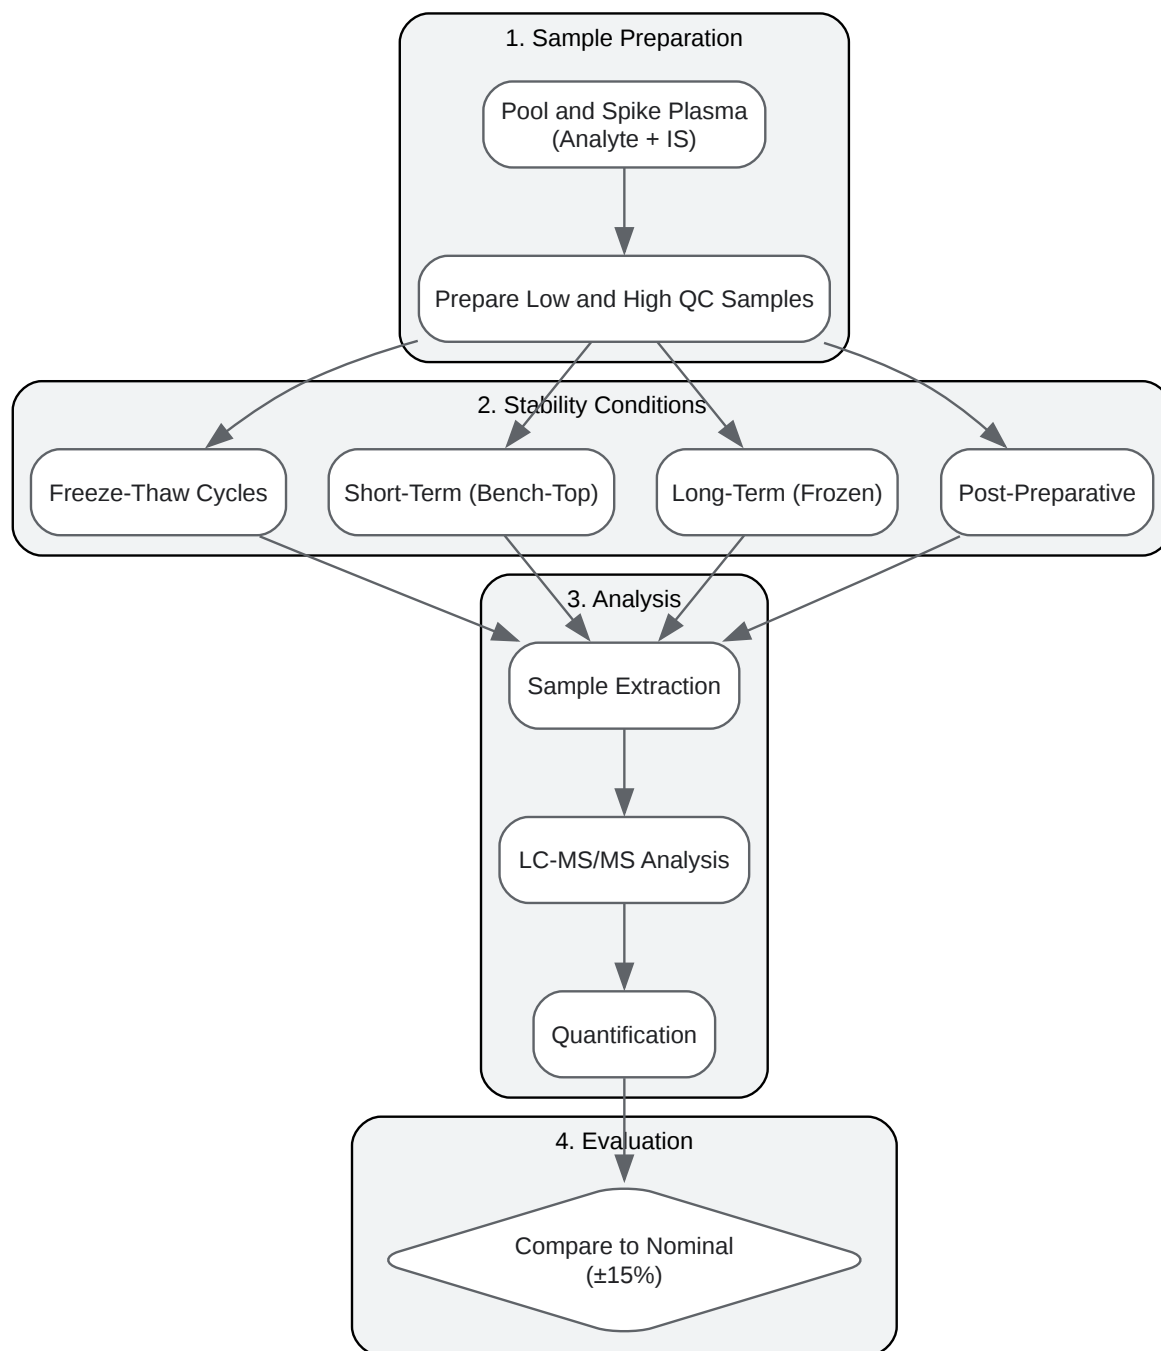 1. Sample Preparation
Pool and Spike Plasma
(Analyte + IS)
Prepare Low and High QC Samples
2. Stability Conditions
Freeze-Thaw Cycles
Short-Term (Bench-Top)
Long-Term (Frozen)
Post-Preparative
3. Analysis
Sample Extraction
LC-MS/MS Analysis
Quantification
4. Evaluation
Compare to Nominal
(±15%)